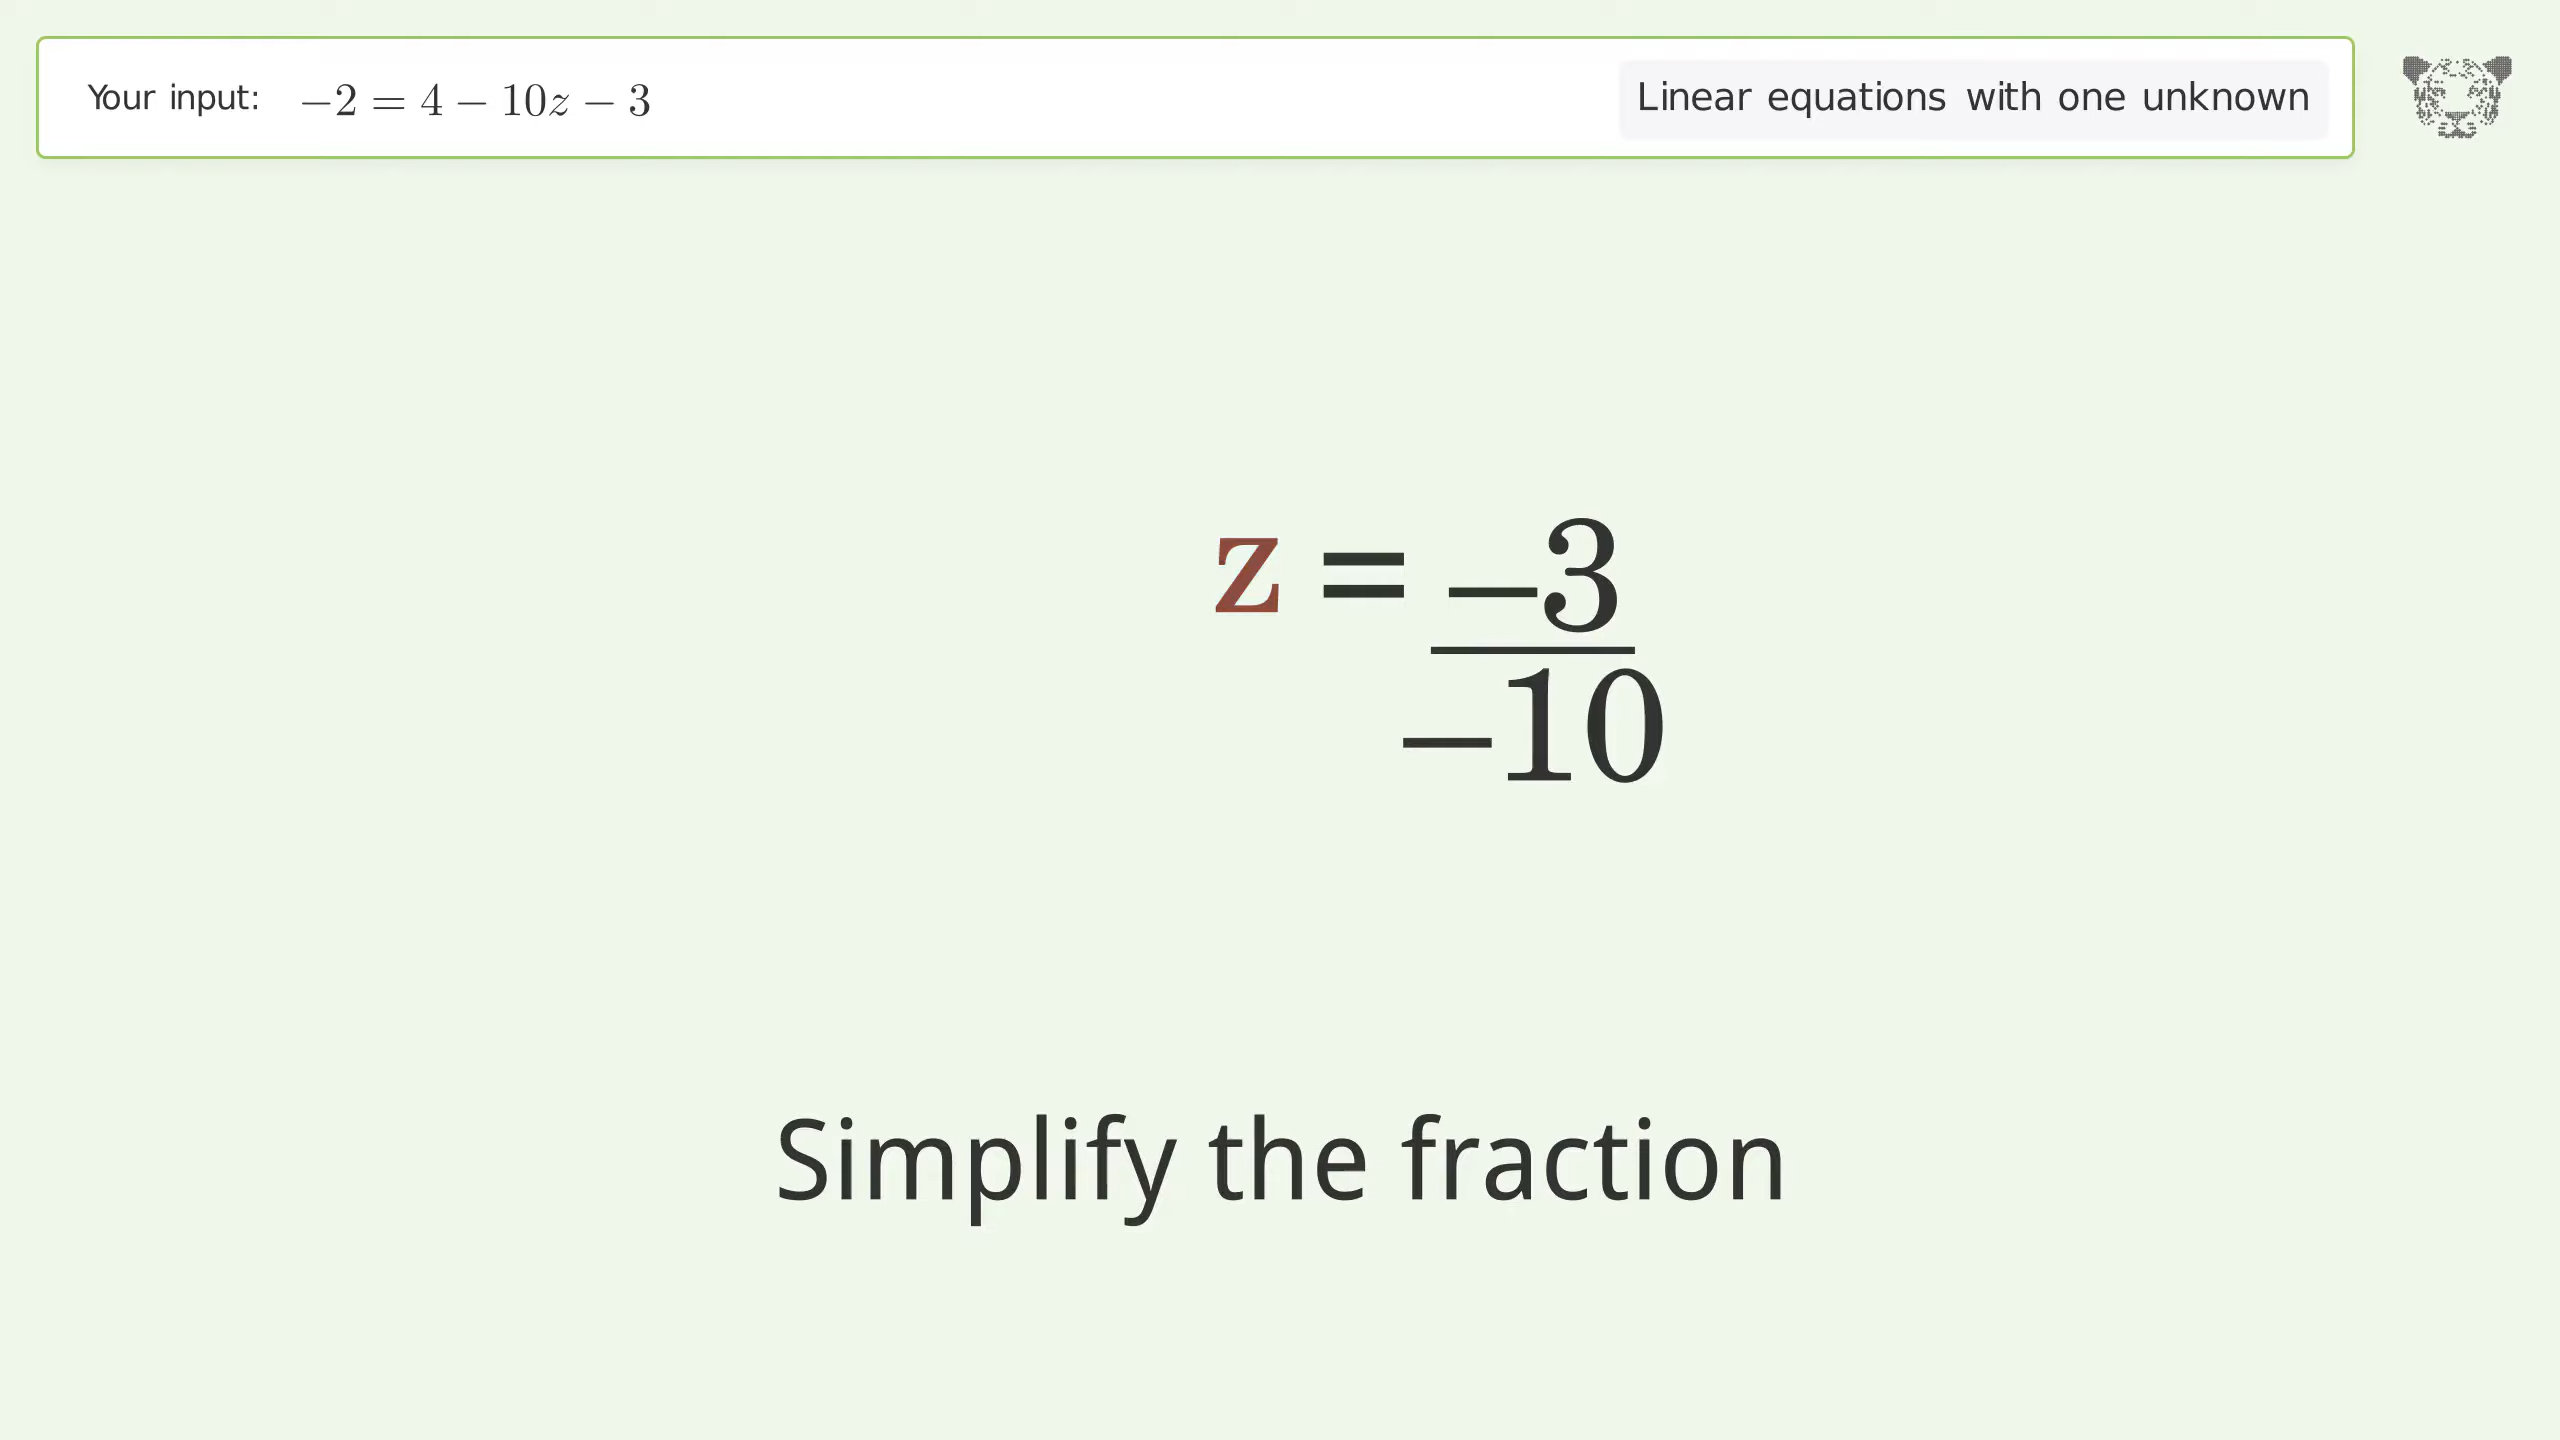 Your input: −2 = 4 − 10z − 3
Linear equations with one unknown
z = −3
−10
Simplify the fraction